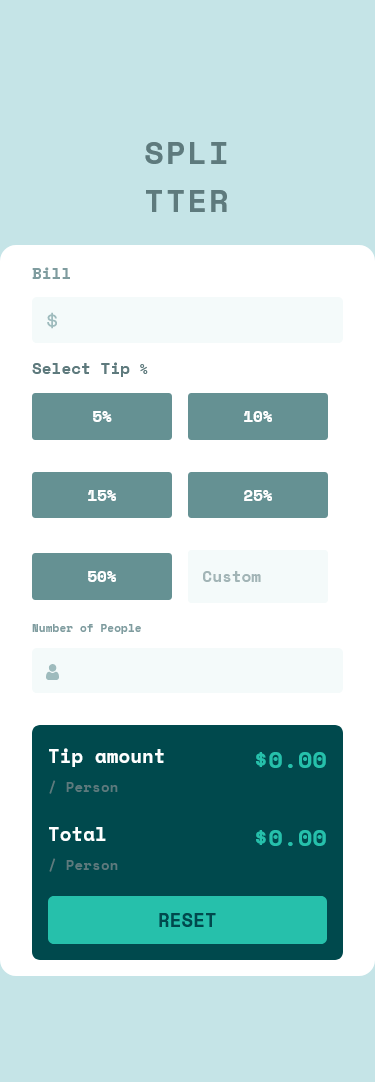 SPLI
TTER
Bill
$
Select Tip %
5% 10%
15% 25%
50% Custom
Number of People
Tip amount $0.00
/ Person
Total $0.00
/ Person
RESET